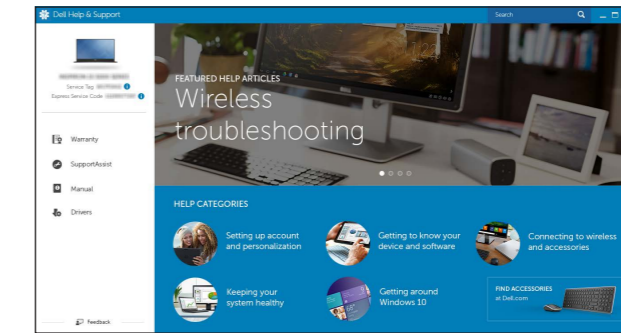 Dell Help & Support
Search
Service Tag:
Express Service Code:
Warranty
SupportAssist
Manual
Drivers
Feedback
FEATURED HELP ARTICLES
Wireless
troubleshooting
HELP CATEGORIES
Setting up account
and personalization
Getting to know your
device and software
Connecting to wireless
and accessories
Keeping your
system healthy
Getting around
Windows 10
FIND ACCESSORIES
at Dell.com